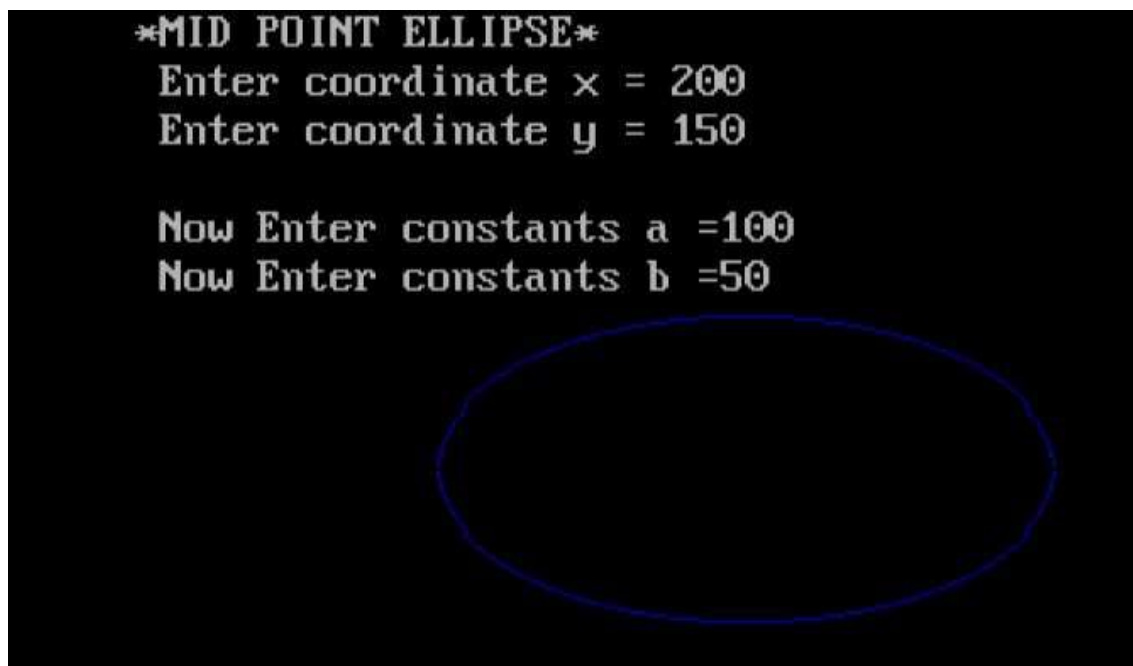 *MID POINT ELLIPSE*
Enter coordinate x = 200
Enter coordinate y = 150
Now Enter constants a =100
Now Enter constants b =50